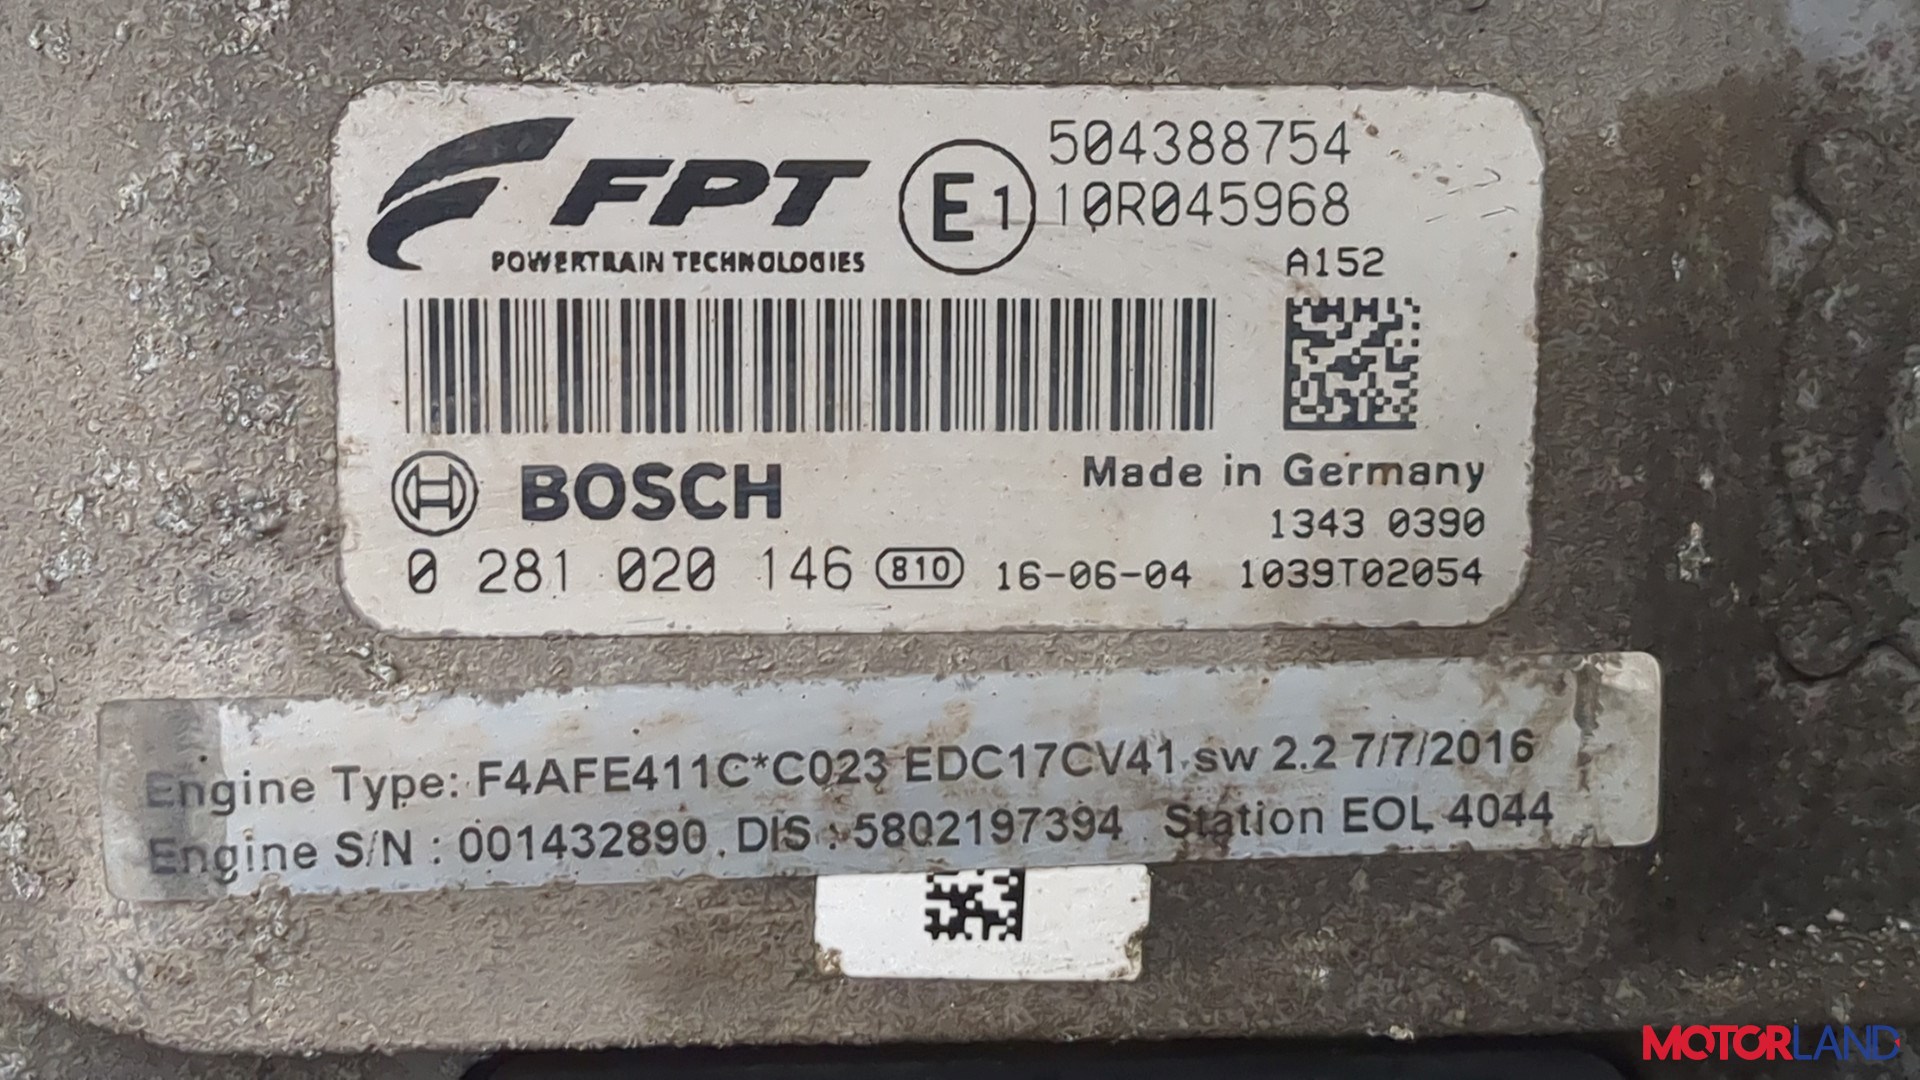 FPT
POWERTRAIN TECHNOLOGIES
E1
504388754
10R045968
A152
BOSCH
Made in Germany
1343 0390
0 281 020 146 810 16-06-04 1039T02054
Engine Type: F4AFE411C*C023 EDC17CV41 sw 2.2 7/7/2016
Engine S/N : 001432890 . DIS : 5802197394 . Station EOL 4044
MOTORLAND